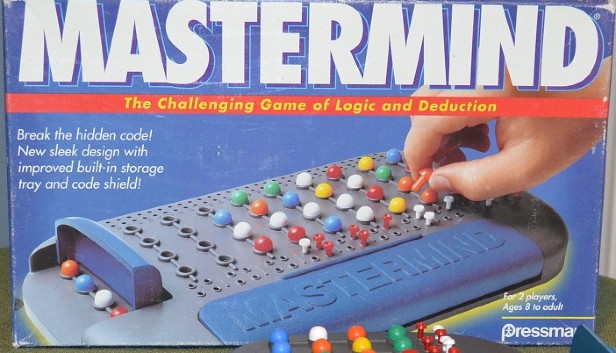 MASTERMIND®
The Challenging Game of Logic and Deduction
Break the hidden code!
New sleek design with
improved built-in storage
tray and code shield!
MASTERMIND
For 2 players,
Ages 8 to adult
Pressma